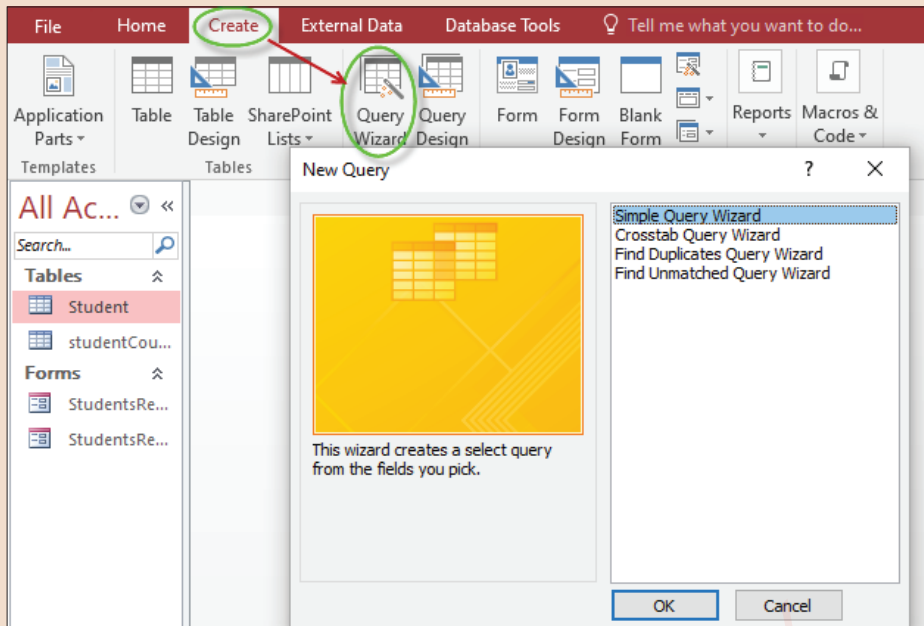 File Home Create External Data Database Tools Tell me what you want to do...
Application Parts Table Table Design SharePoint Lists Query Wizard Query Design Form Form Design Blank Form Reports Macros & Code
Templates Tables
New Query ?
All Ac...
Search...
Tables
Student
studentCou...
Forms
StudentsRe...
StudentsRe...
Simple Query Wizard
Crosstab Query Wizard
Find Duplicates Query Wizard
Find Unmatched Query Wizard
This wizard creates a select query
from the fields you pick.
OK Cancel